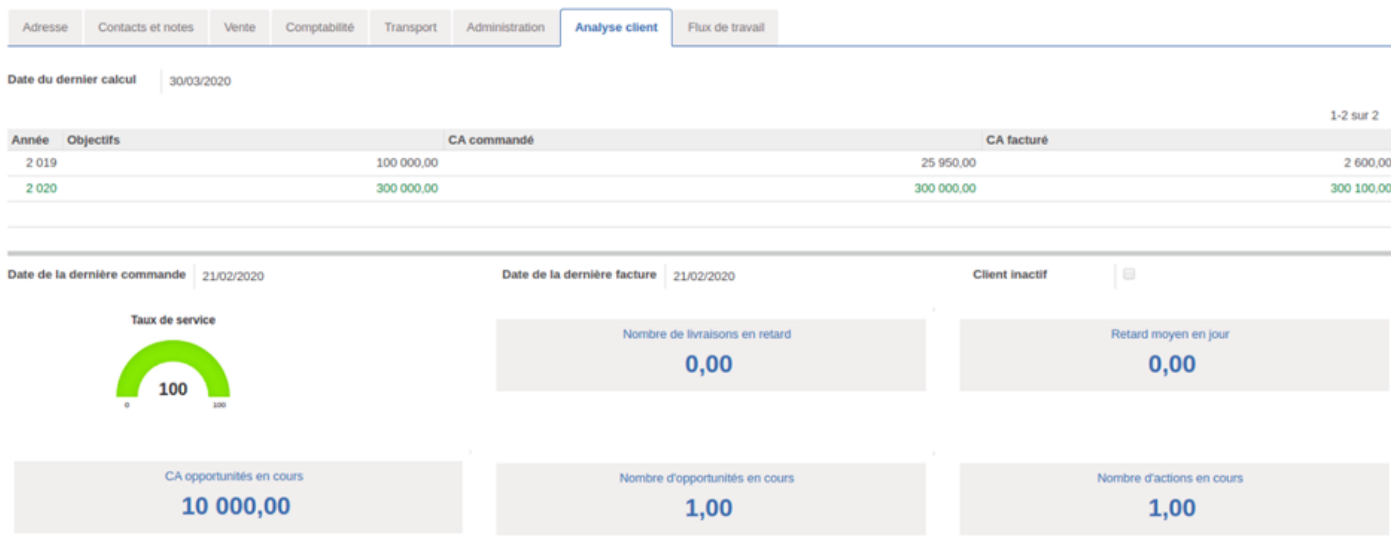 Adresse Contacts et notes Vente Comptabilité Transport Administration Analyse client Flux de travail
Date du dernier calcul 30/03/2020
1-2 sur 2
Année Objectifs CA commandé CA facturé
2 019 100 000,00 25 950,00 2 600,00
2 020 300 000,00 300 000,00 300 100,00
Date de la dernière commande 21/02/2020 Date de la dernière facture 21/02/2020 Client inactif
Taux de service
100
0 100
Nombre de livraisons en retard Retard moyen en jour
0,00 0,00
CA opportunités en cours Nombre d'opportunités en cours Nombre d'actions en cours
10 000,00 1,00 1,00